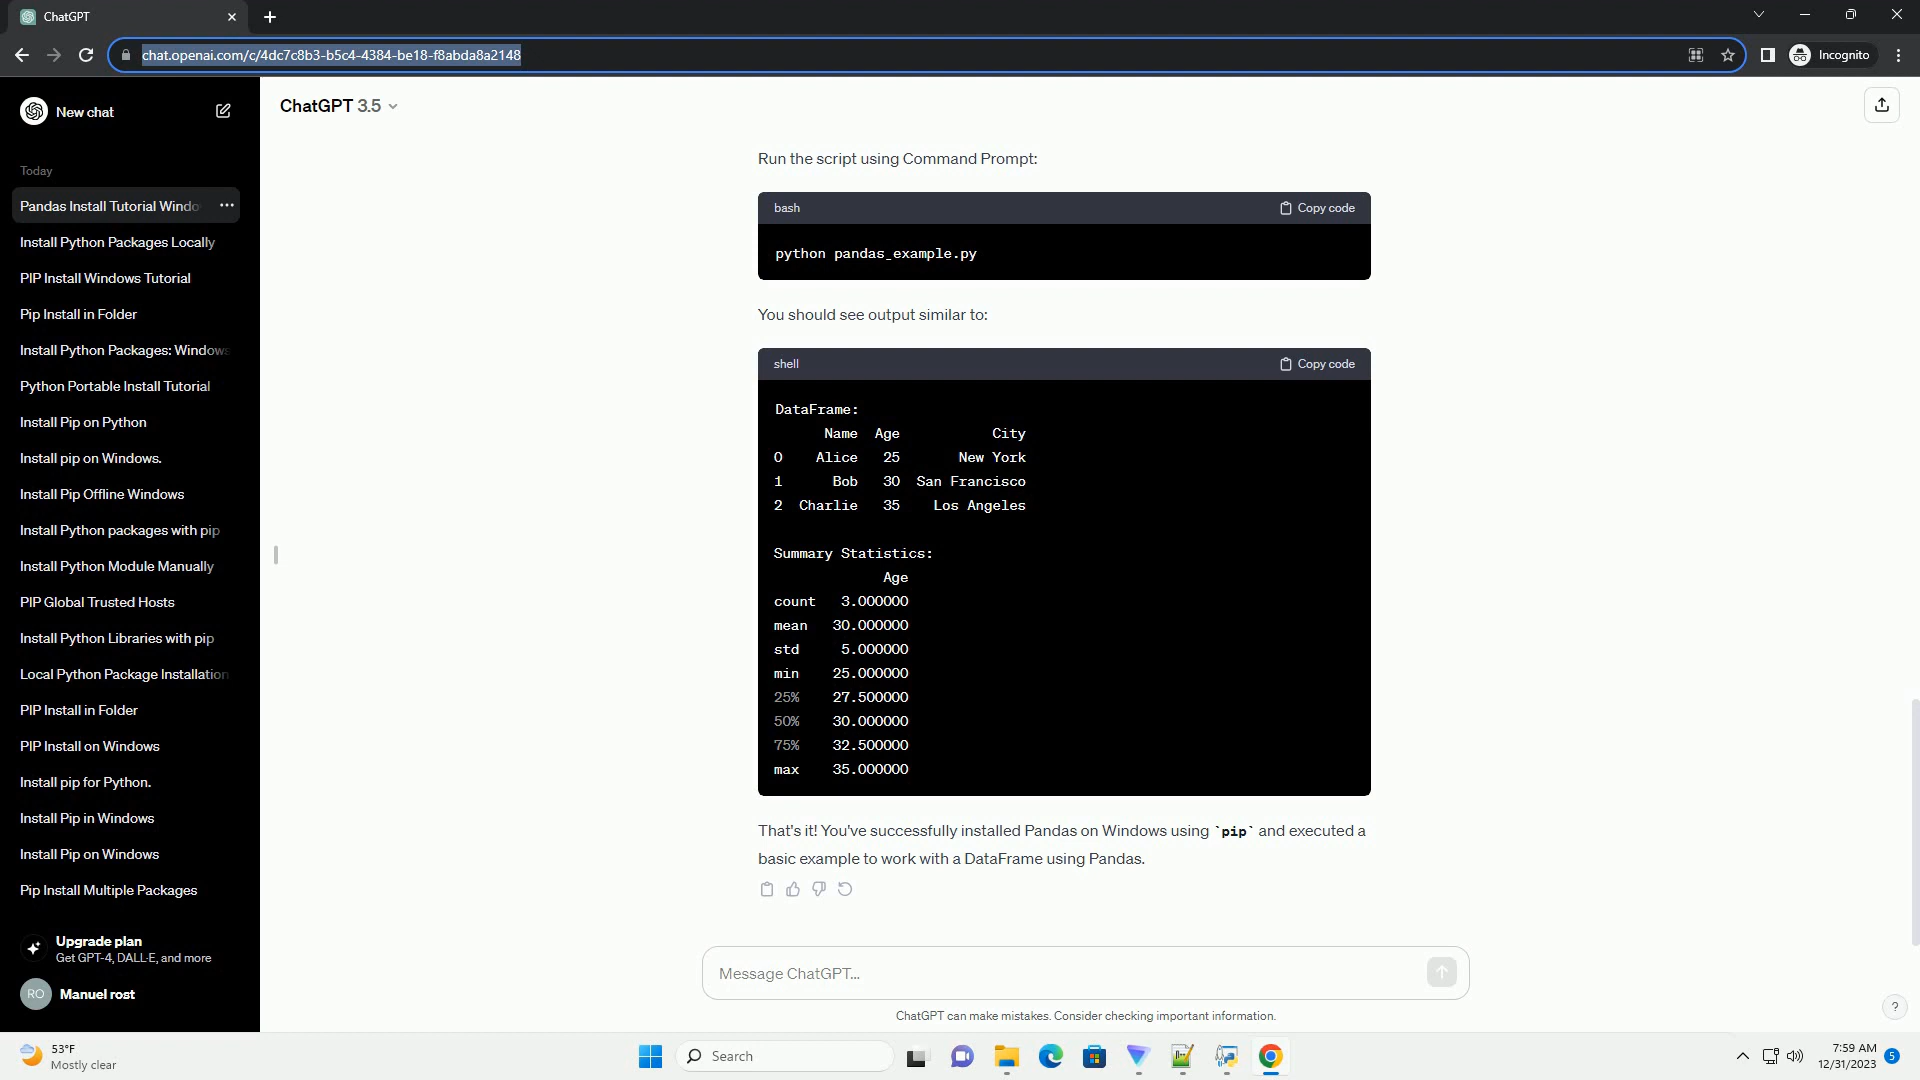 ChatGPT
chat.openai.com/c/4dc7c8b3-b5c4-4384-be18-f8abda8a2148
Incognito
New chat
Today
Pandas Install Tutorial Windo
Install Python Packages Locally
PIP Install Windows Tutorial
Pip Install in Folder
Install Python Packages: Windows
Python Portable Install Tutorial
Install Pip on Python
Install pip on Windows.
Install Pip Offline Windows
Install Python packages with pip
Install Python Module Manually
PIP Global Trusted Hosts
Install Python Libraries with pip
Local Python Package Installation
PIP Install in Folder
PIP Install on Windows
Install pip for Python.
Install Pip in Windows
Install Pip on Windows
Pip Install Multiple Packages
Upgrade plan
Get GPT-4, DALL·E, and more
RO Manuel rost
ChatGPT 3.5
Run the script using Command Prompt:
bash Copy code
python pandas_example.py
You should see output similar to:
shell Copy code
DataFrame:
Name Age City
0 Alice 25 New York
1 Bob 30 San Francisco
2 Charlie 35 Los Angeles
Summary Statistics:
Age
count 3.000000
mean 30.000000
std 5.000000
min 25.000000
25% 27.500000
50% 30.000000
75% 32.500000
max 35.000000
That's it! You've successfully installed Pandas on Windows using `pip` and executed a
basic example to work with a DataFrame using Pandas.
Message ChatGPT...
ChatGPT can make mistakes. Consider checking important information.
?
53°F
Mostly clear
Search
7:59 AM
12/31/2023
5